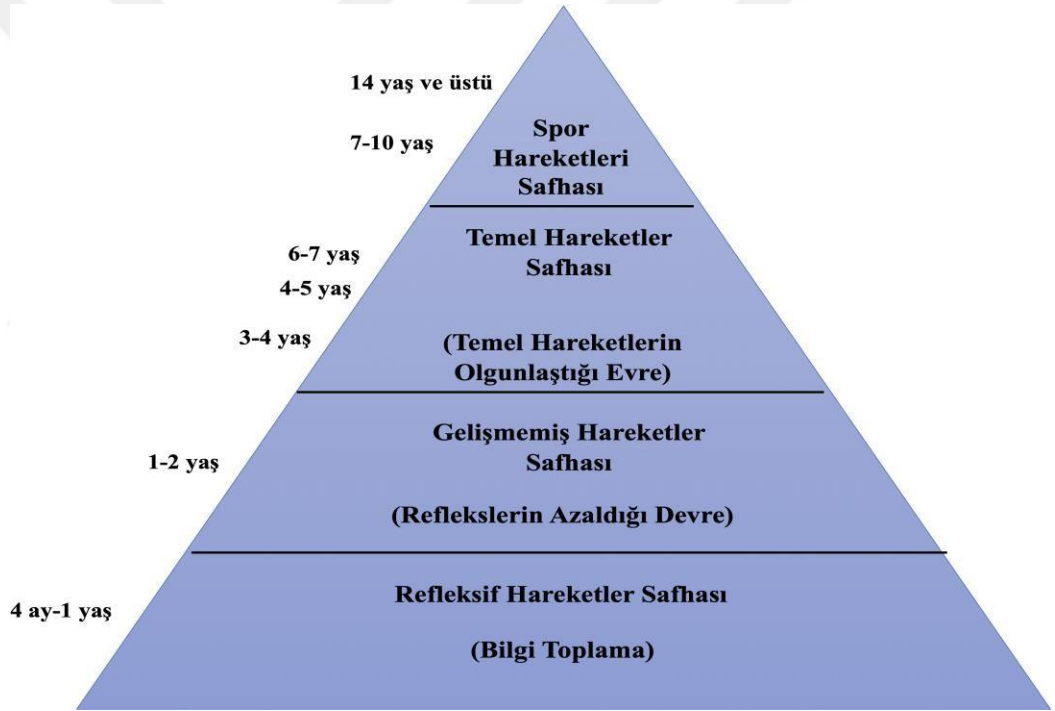 14 yaş ve üstü
7-10 yaş
Spor
Hareketleri
Safhası
6-7 yaş
4-5 yaş
3-4 yaş
Temel Hareketler
Safhası
(Temel Hareketlerin
Olgunlaştığı Evre)
1-2 yaş
Gelişmemiş Hareketler
Safhası
(Reflekslerin Azaldığı Devre)
4 ay-1 yaş
Refleksif Hareketler Safhası
(Bilgi Toplama)